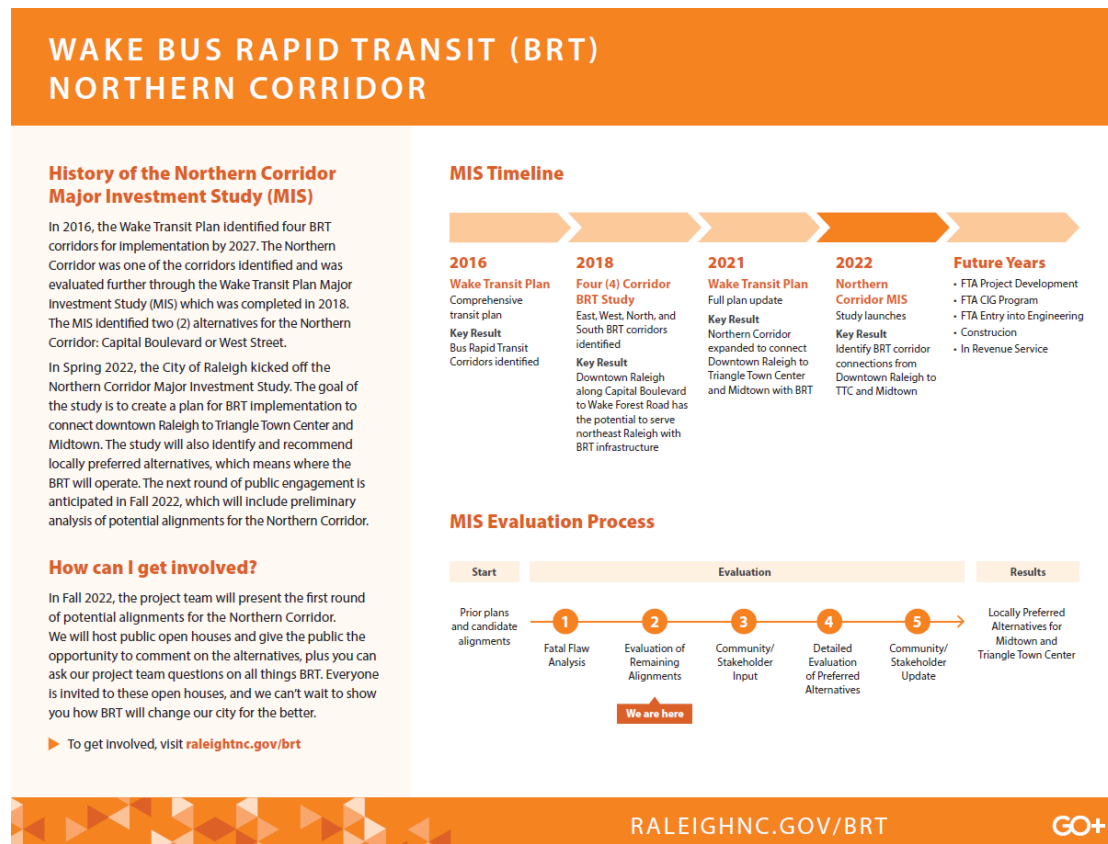 WAKE BUS RAPID TRANSIT (BRT)
NORTHERN CORRIDOR
History of the Northern Corridor
Major Investment Study (MIS)
In 2016, the Wake Transit Plan identified four BRT
corridors for implementation by 2027. The Northern
Corridor was one of the corridors identified and was
evaluated further through the Wake Transit Plan Major
Investment Study (MIS) which was completed in 2018.
The MIS identified two (2) alternatives for the Northern
Corridor: Capital Boulevard or West Street.
In Spring 2022, the City of Raleigh kicked off the
Northern Corridor Major Investment Study. The goal of
the study is to create a plan for BRT implementation to
connect downtown Raleigh to Triangle Town Center and
Midtown. The study will also identify and recommend
locally preferred alternatives, which means where the
BRT will operate. The next round of public engagement is
anticipated in Fall 2022, which will include preliminary
analysis of potential alignments for the Northern Corridor.
How can I get involved?
In Fall 2022, the project team will present the first round
of potential alignments for the Northern Corridor.
We will host public open houses and give the public the
opportunity to comment on the alternatives, plus you can
ask our project team questions on all things BRT. Everyone
is invited to these open houses, and we can't wait to show
you how BRT will change our city for the better.
To get involved, visit raleightnc.gov/brt
MIS Timeline
2016
Wake Transit Plan
Comprehensive
transit plan
Key Result
Bus Rapid Transit
Corridors identified
2018
Four (4) Corridor
BRT Study
East, West, North, and
South BRT corridors
identified
Key Result
Downtown Raleigh
along Capital Boulevard
to Wake Forest Road has
the potential to serve
northeast Raleigh with
BRT infrastructure
2021
Wake Transit Plan
Full plan update
Key Result
Northern Corridor
expanded to connect
Downtown Raleigh to
Triangle Town Center
and Midtown with BRT
2022
Northern
Corridor MIS
Study launches
Key Result
Identify BRT corridor
connections from
Downtown Raleigh to
TTC and Midtown
Future Years
• FTA Project Development
• FTA CIG Program
• FTA Entry into Engineering
• Construcion
• In Revenue Service
MIS Evaluation Process
Start
Evaluation
Results
Prior plans
and candidate
alignments
1
Fatal Flaw
Analysis
2
Evaluation of
Remaining
Alignments
We are here
3
Community/
Stakeholder
Input
4
Detailed
Evaluation
of Preferred
Alternatives
5
Community/
Stakeholder
Update
Locally Preferred
Alternatives for
Midtown and
Triangle Town Center
RALEIGHNC.GOV/BRT
GO+